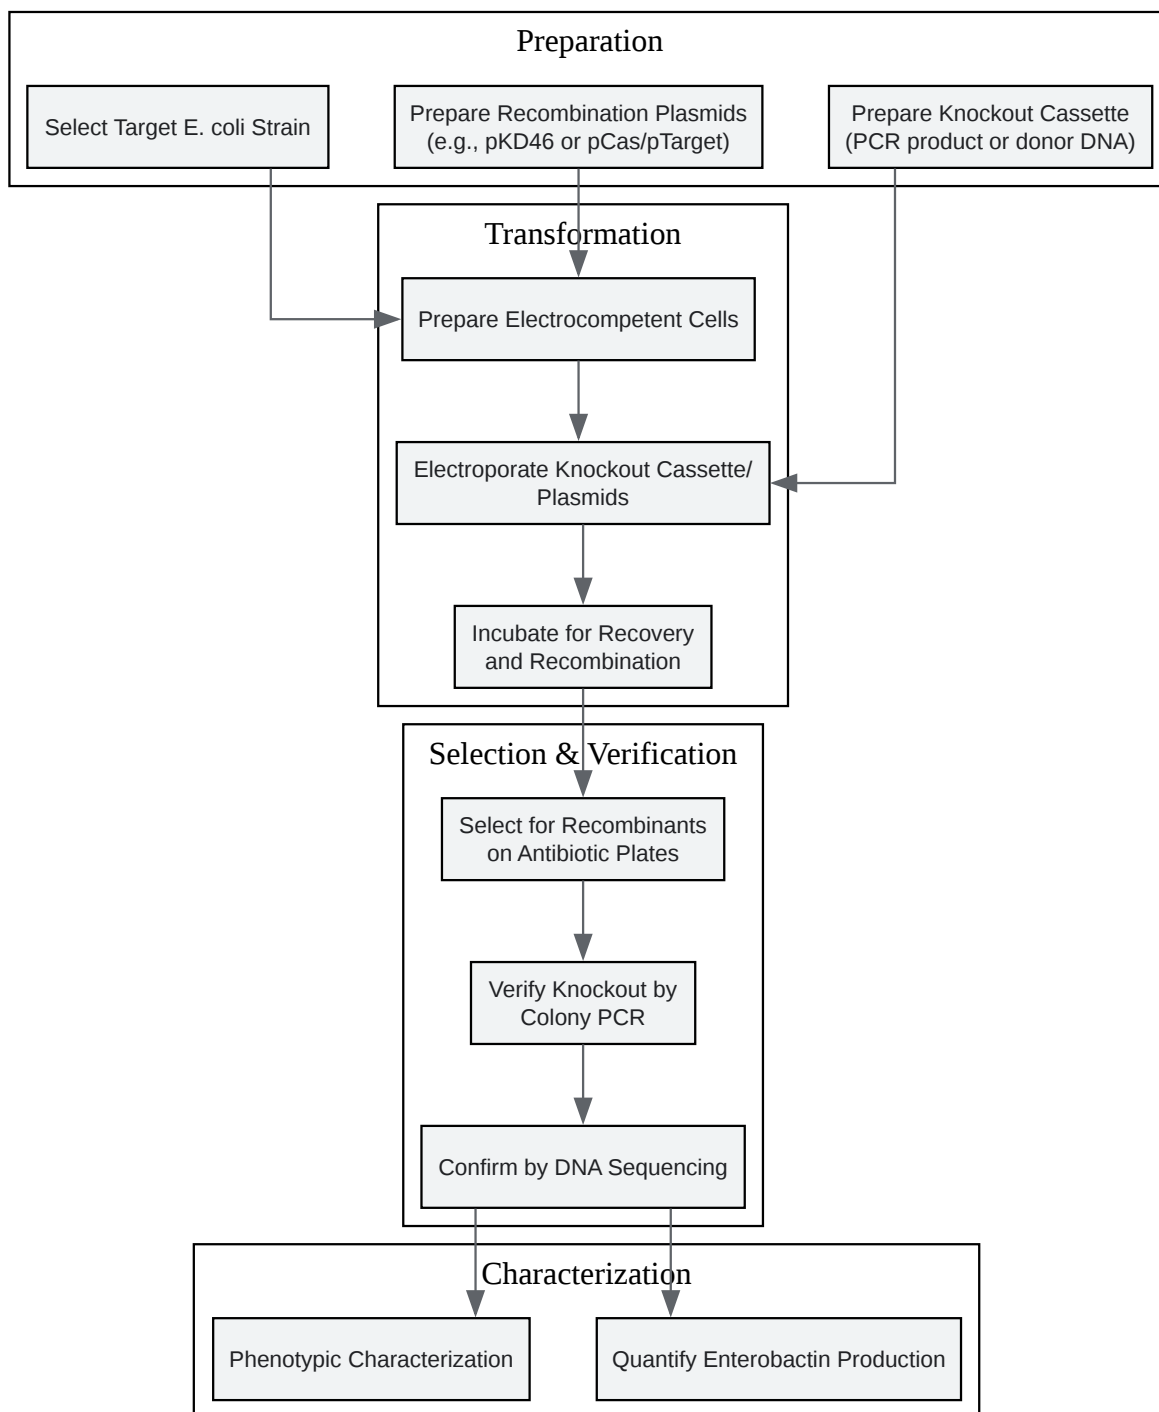 Preparation
Select Target E. coli Strain
Prepare Recombination Plasmids
(e.g., pKD46 or pCas/pTarget)
Prepare Knockout Cassette
(PCR product or donor DNA)
Transformation
Prepare Electrocompetent Cells
Electroporate Knockout Cassette/
Plasmids
Incubate for Recovery
and Recombination
Selection & Verification
Select for Recombinants
on Antibiotic Plates
Verify Knockout by
Colony PCR
Confirm by DNA Sequencing
Characterization
Phenotypic Characterization
Quantify Enterobactin Production